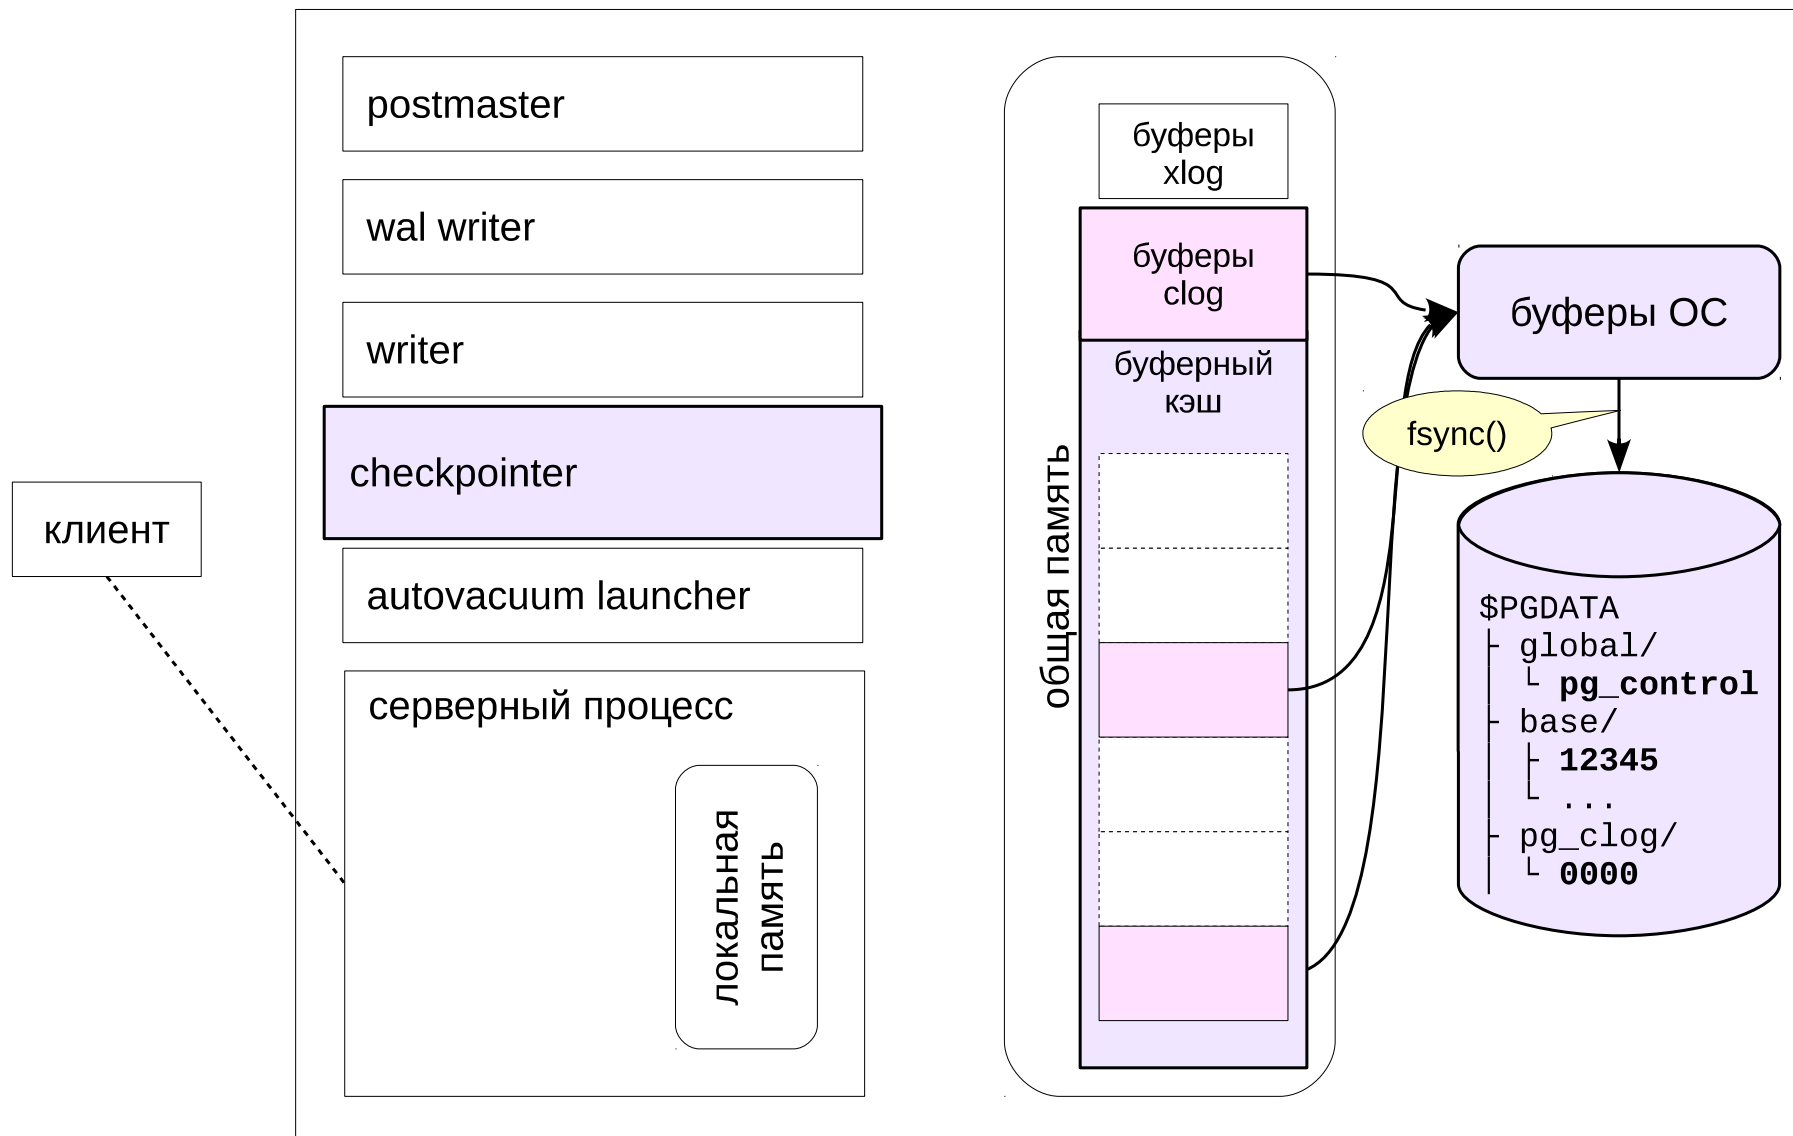 postmaster
wal writer
writer
checkpointer
autovacuum launcher
клиент
серверный процесс
локальная
память
общая память
буферы
xlog
буферы
clog
буферный
кэш
буферы ОС
fsync()
$PGDATA
├ global/
│ └ pg_control
├ base/
│ ├ 12345
│ └ ...
├ pg_clog/
│ └ 0000